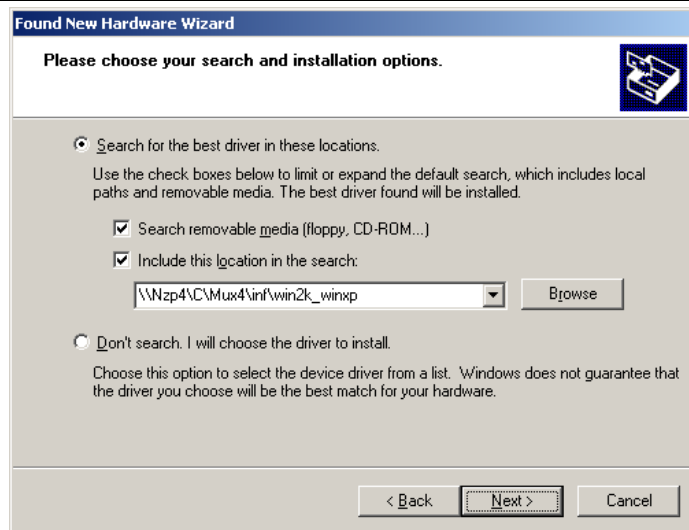 Found New Hardware Wizard
Please choose your search and installation options.
Search for the best driver in these locations.
Use the check boxes below to limit or expand the default search, which includes local
paths and removable media. The best driver found will be installed.
Search removable media (floppy, CD-ROM...)
Include this location in the search:
\\Nzp4\C\Mux4\inf\win2k_winxp
Browse
Don't search. I will choose the driver to install.
Choose this option to select the device driver from a list. Windows does not guarantee that
the driver you choose will be the best match for your hardware.
< Back
Next >
Cancel